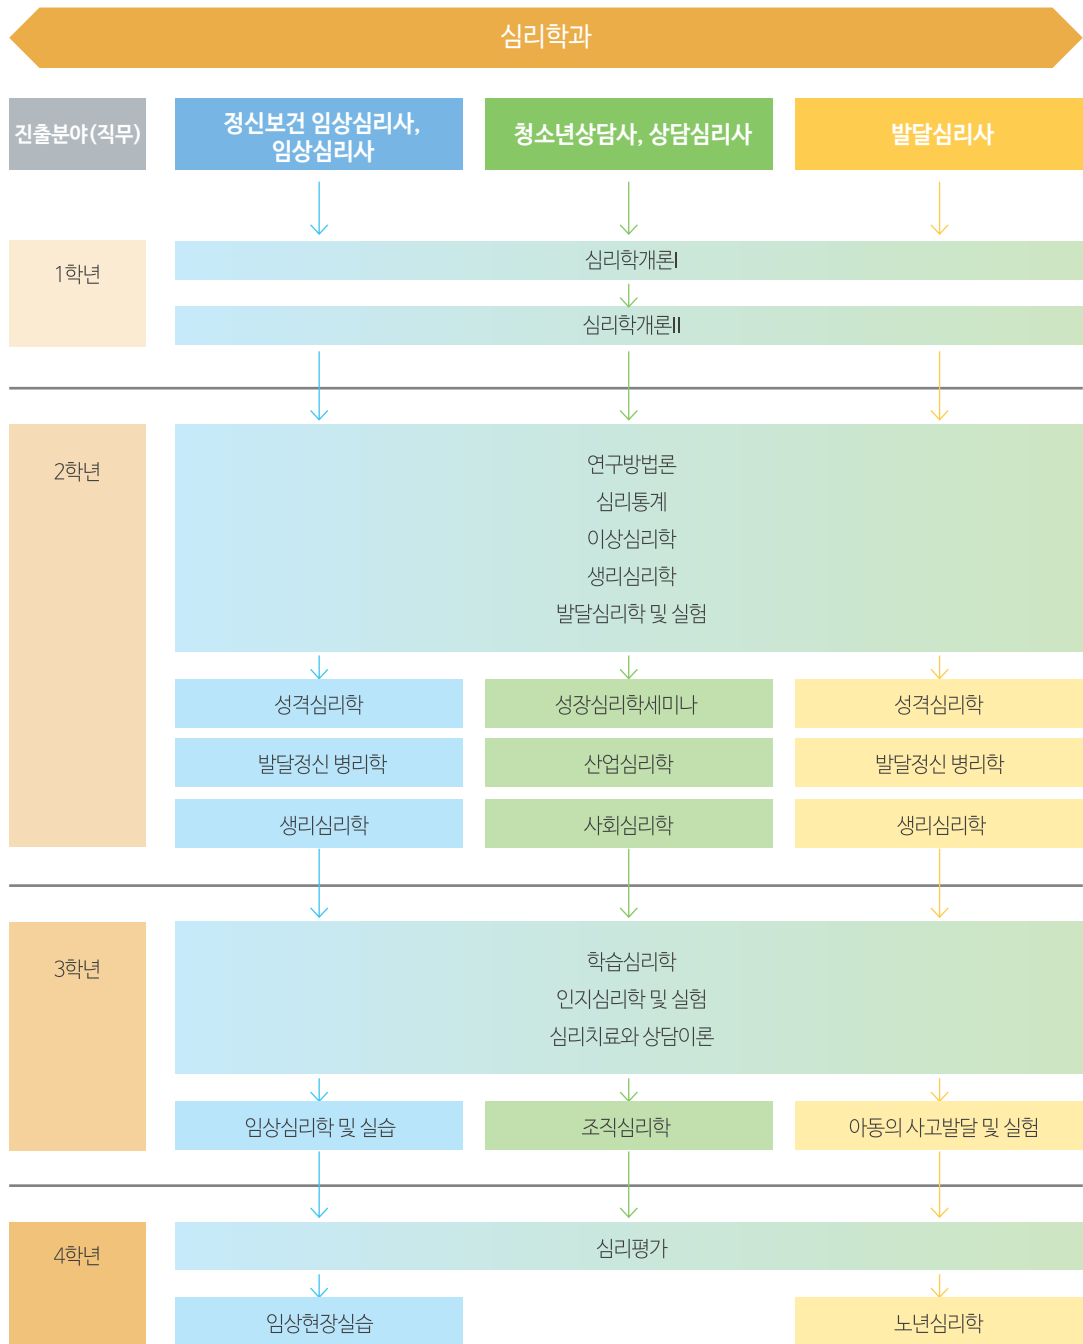 심리학과
진출분야(직무)
정신보건 임상심리사,
임상심리사
청소년상담사, 상담심리사
발달심리사
1학년
심리학개론I
심리학개론II
2학년
연구방법론
심리통계
이상심리학
생리심리학
발달심리학 및 실험
성격심리학
성장심리학세미나
성격심리학
발달정신 병리학
산업심리학
발달정신 병리학
생리심리학
사회심리학
생리심리학
3학년
학습심리학
인지심리학 및 실험
심리치료와 상담이론
임상심리학 및 실습
조직심리학
아동의 사고발달 및 실험
4학년
심리평가
임상현장실습
노년심리학